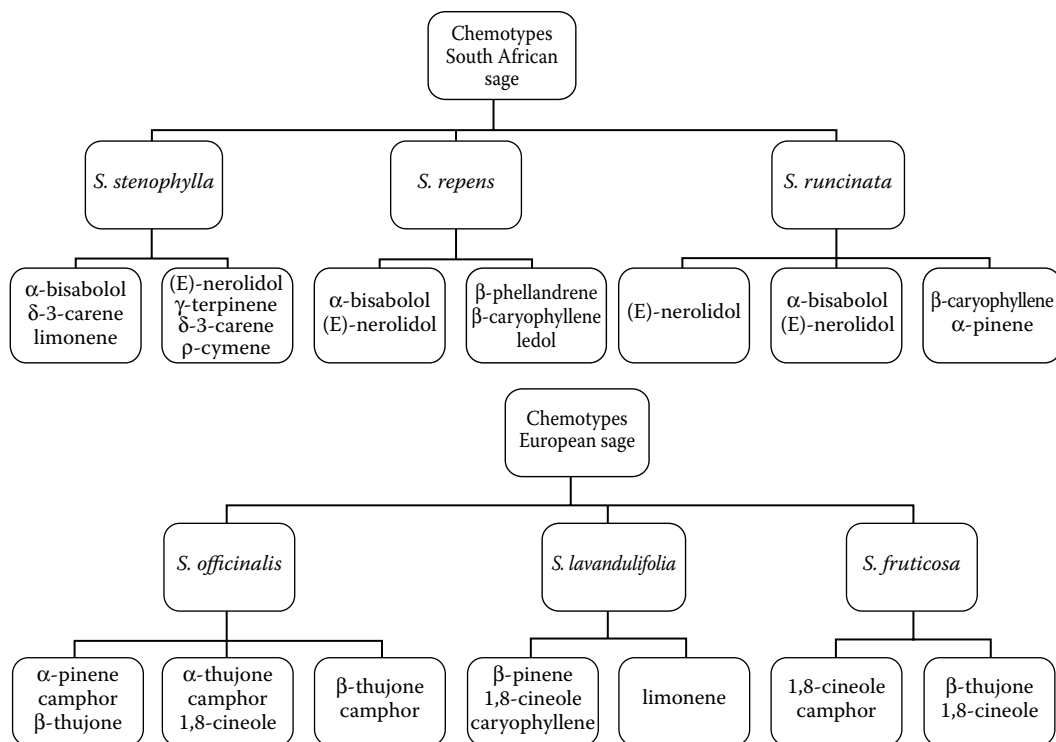 Chemotypes
South African
sage
S. stenophylla
S. repens
S. runcinata
α-bisabolol
δ-3-carene
limonene
(E)-nerolidol
γ-terpinene
δ-3-carene
ρ-cymene
α-bisabolol
(E)-nerolidol
β-phellandrene
β-caryophyllene
ledol
(E)-nerolidol
α-bisabolol
(E)-nerolidol
β-caryophyllene
α-pinene
Chemotypes
European sage
S. officinalis
S. lavandulifolia
S. fruticosa
α-pinene
camphor
β-thujone
α-thujone
camphor
1,8-cineole
β-thujone
camphor
β-pinene
1,8-cineole
caryophyllene
limonene
1,8-cineole
camphor
β-thujone
1,8-cineole